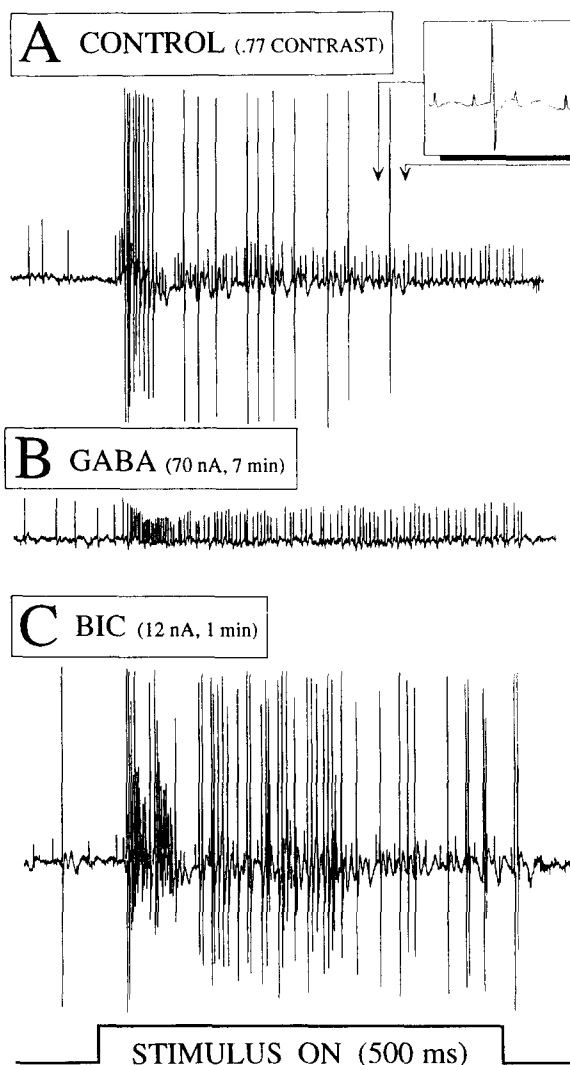 A CONTROL (.77 CONTRAST)
B GABA (70 nA, 7 min)
C BIC (12 nA, 1 min)
STIMULUS ON (500 ms)